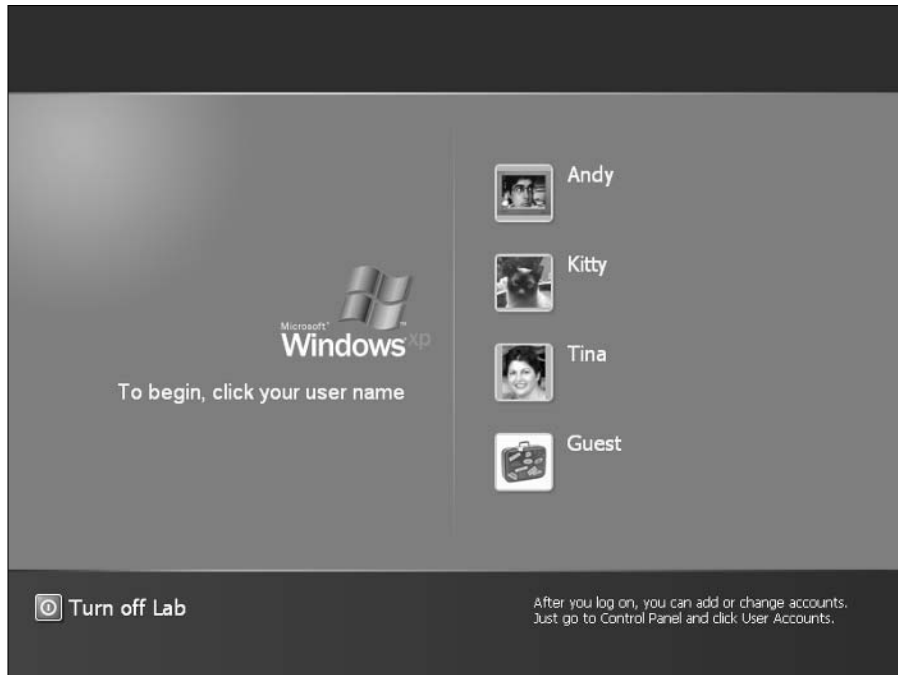 Microsoft®
Windows xp
To begin, click your user name
Andy
Kitty
Tina
Guest
Turn off Lab
After you log on, you can add or change accounts.
Just go to Control Panel and click User Accounts.